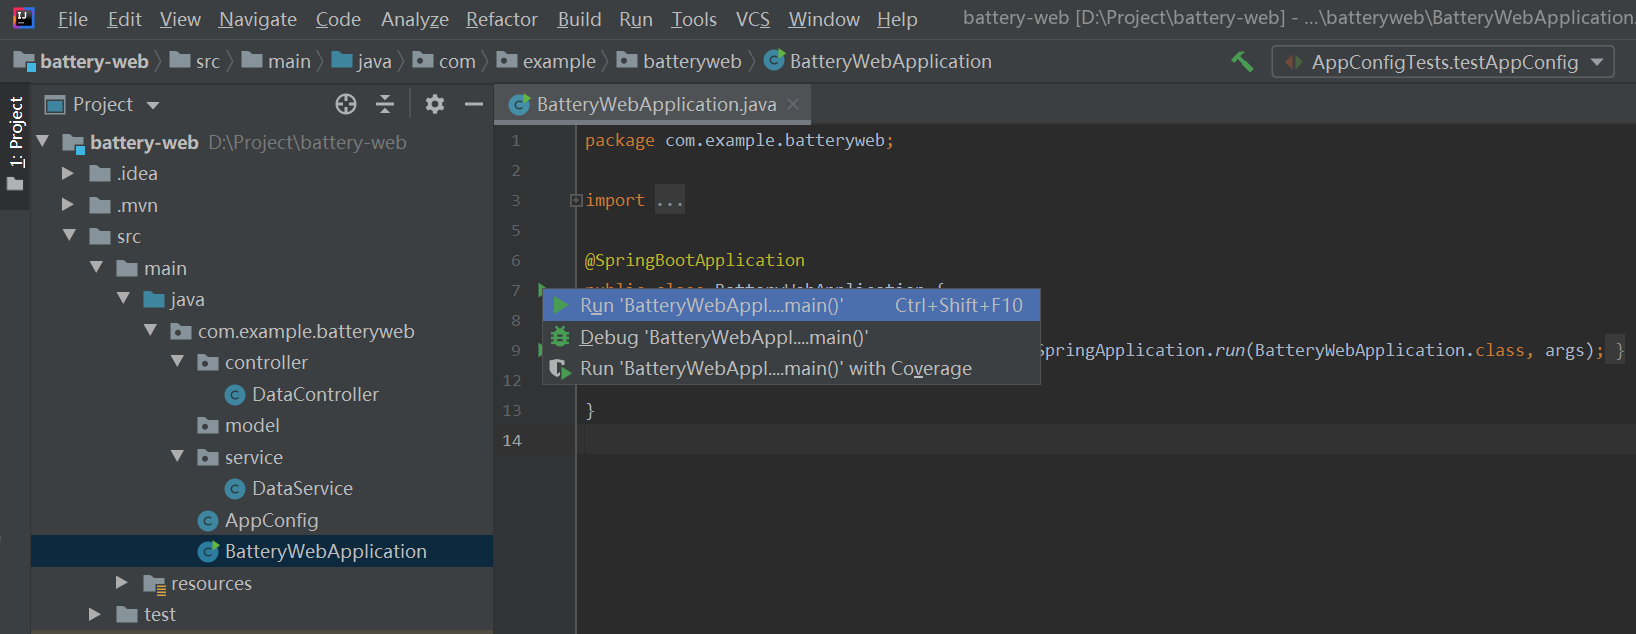 File Edit View Navigate Code Analyze Refactor Build Run Tools VCS Window Help battery-web [D:\Project\battery-web] - ...\batteryweb\BatteryWebApplication.
battery-web src main java com example batteryweb BatteryWebApplication AppConfigTests.testAppConfig
1: Project
Project
battery-web D:\Project\battery-web
.idea
.mvn
src
main
java
com.example.batteryweb
controller
DataController
model
service
DataService
AppConfig
BatteryWebApplication
resources
test
BatteryWebApplication.java
1 package com.example.batteryweb;
2
3 import ...
5
6 @SpringBootApplication
7 public class BatteryWebApplication {
8
9 SpringApplication.run(BatteryWebApplication.class, args); }
12
13 }
14
Run 'BatteryWebAppl....main()' Ctrl+Shift+F10
Debug 'BatteryWebAppl....main()'
Run 'BatteryWebAppl....main()' with Coverage